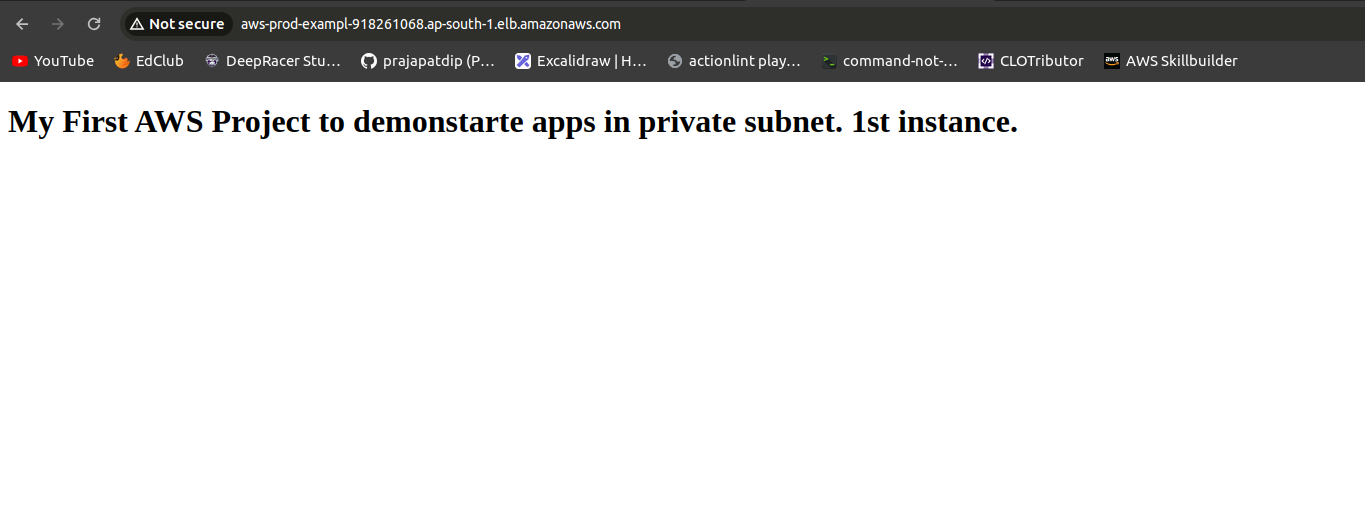 Not secure aws-prod-exampl-918261068.ap-south-1.elb.amazonaws.com
YouTube EdClub DeepRacer Stu... prajapatdip (P... Excalidraw | H... actionlint play... command-not-... CLOTributor aws AWS Skillbuilder
My First AWS Project to demonstarte apps in private subnet. 1st instance.